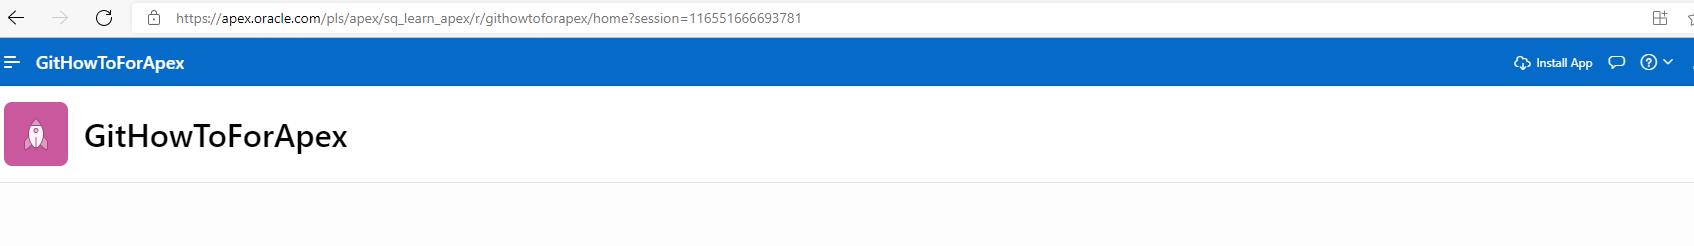 https://apex.oracle.com/pls/apex/sq_learn_apex/r/githowtoforapex/home?session=116551666693781
GitHowToForApex
Install App
GitHowToForApex